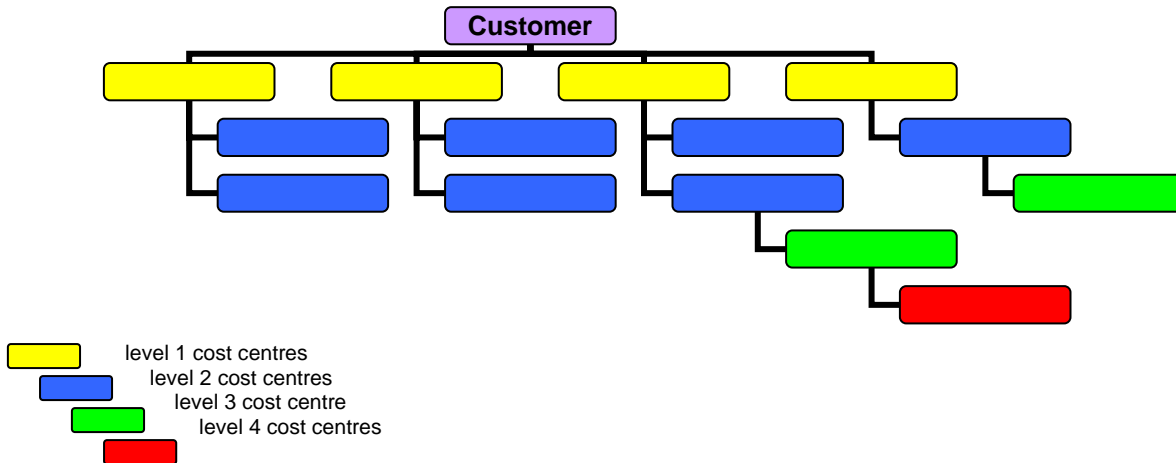 Customer
level 1 cost centres
level 2 cost centres
level 3 cost centre
level 4 cost centres